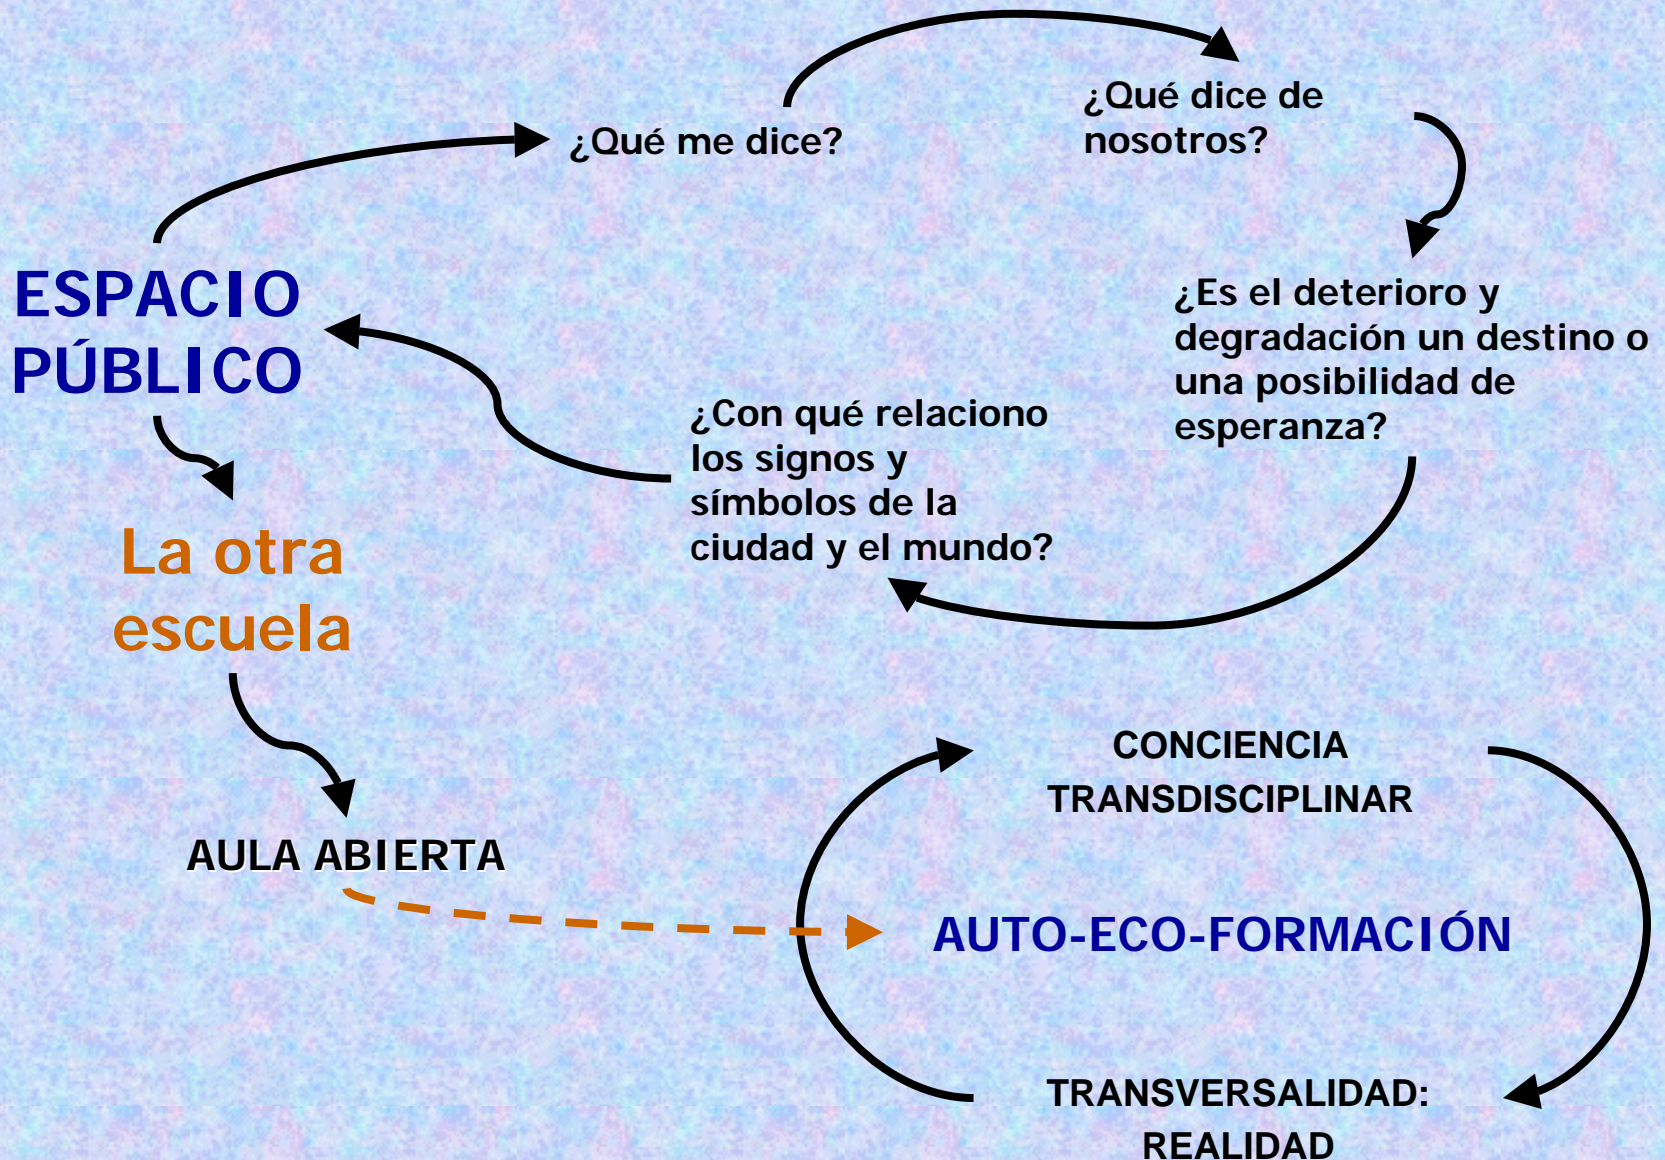 ¿Qué me dice?
¿Qué dice de
nosotros?
ESPACIO
PÚBLICO
¿Es el deterioro y
degradación un destino o
una posibilidad de
esperanza?
¿Con qué relaciono
los signos y
símbolos de la
ciudad y el mundo?
La otra
escuela
AULA ABIERTA
CONCIENCIA
TRANSDISCIPLINAR
AUTO-ECO-FORMACIÓN
TRANSVERSALIDAD:
REALIDAD